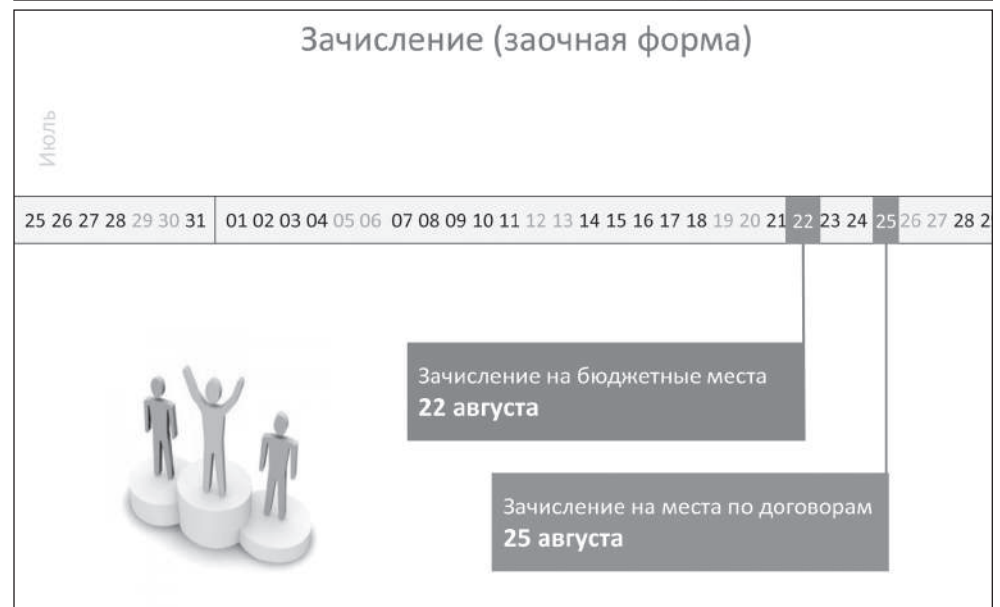 Зачисление (заочная форма)
Июль
25 26 27 28 29 30 31 01 02 03 04 05 06 07 08 09 10 11 12 13 14 15 16 17 18 19 20 21 22 23 24 25 26 27 28 2
Зачисление на бюджетные места
22 августа
Зачисление на места по договорам
25 августа